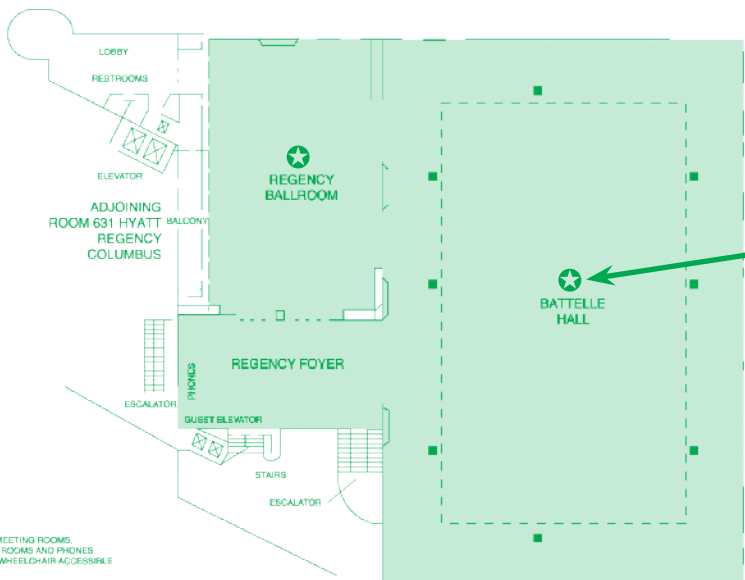 LOBBY
RESTROOMS
ELEVATOR
ADJOINING
ROOM 631 HYATT
REGENCY
COLUMBUS
BALCONY
REGENCY
BALLROOM
BATTELLE
HALL
REGENCY FOYER
PHONES
ESCALATOR
GUEST ELEVATOR
STAIRS
ESCALATOR
MEETING ROOMS,
ROOMS AND PHONES
WHEELCHAIR ACCESSIBLE